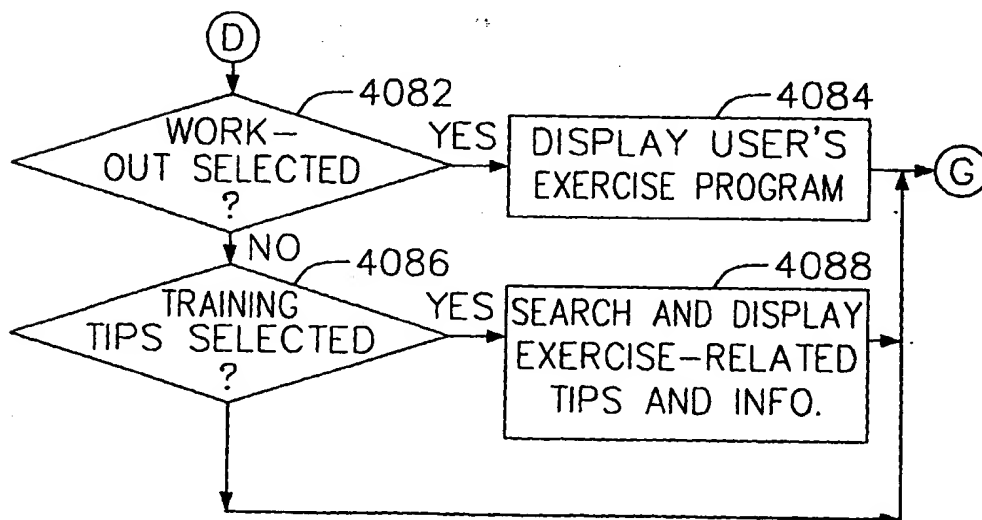 D
4082
WORK-
OUT SELECTED
?
YES
4084
DISPLAY USER'S
EXERCISE PROGRAM
G
NO
4086
TRAINING
TIPS SELECTED
?
YES
4088
SEARCH AND DISPLAY
EXERCISE-RELATED
TIPS AND INFO.